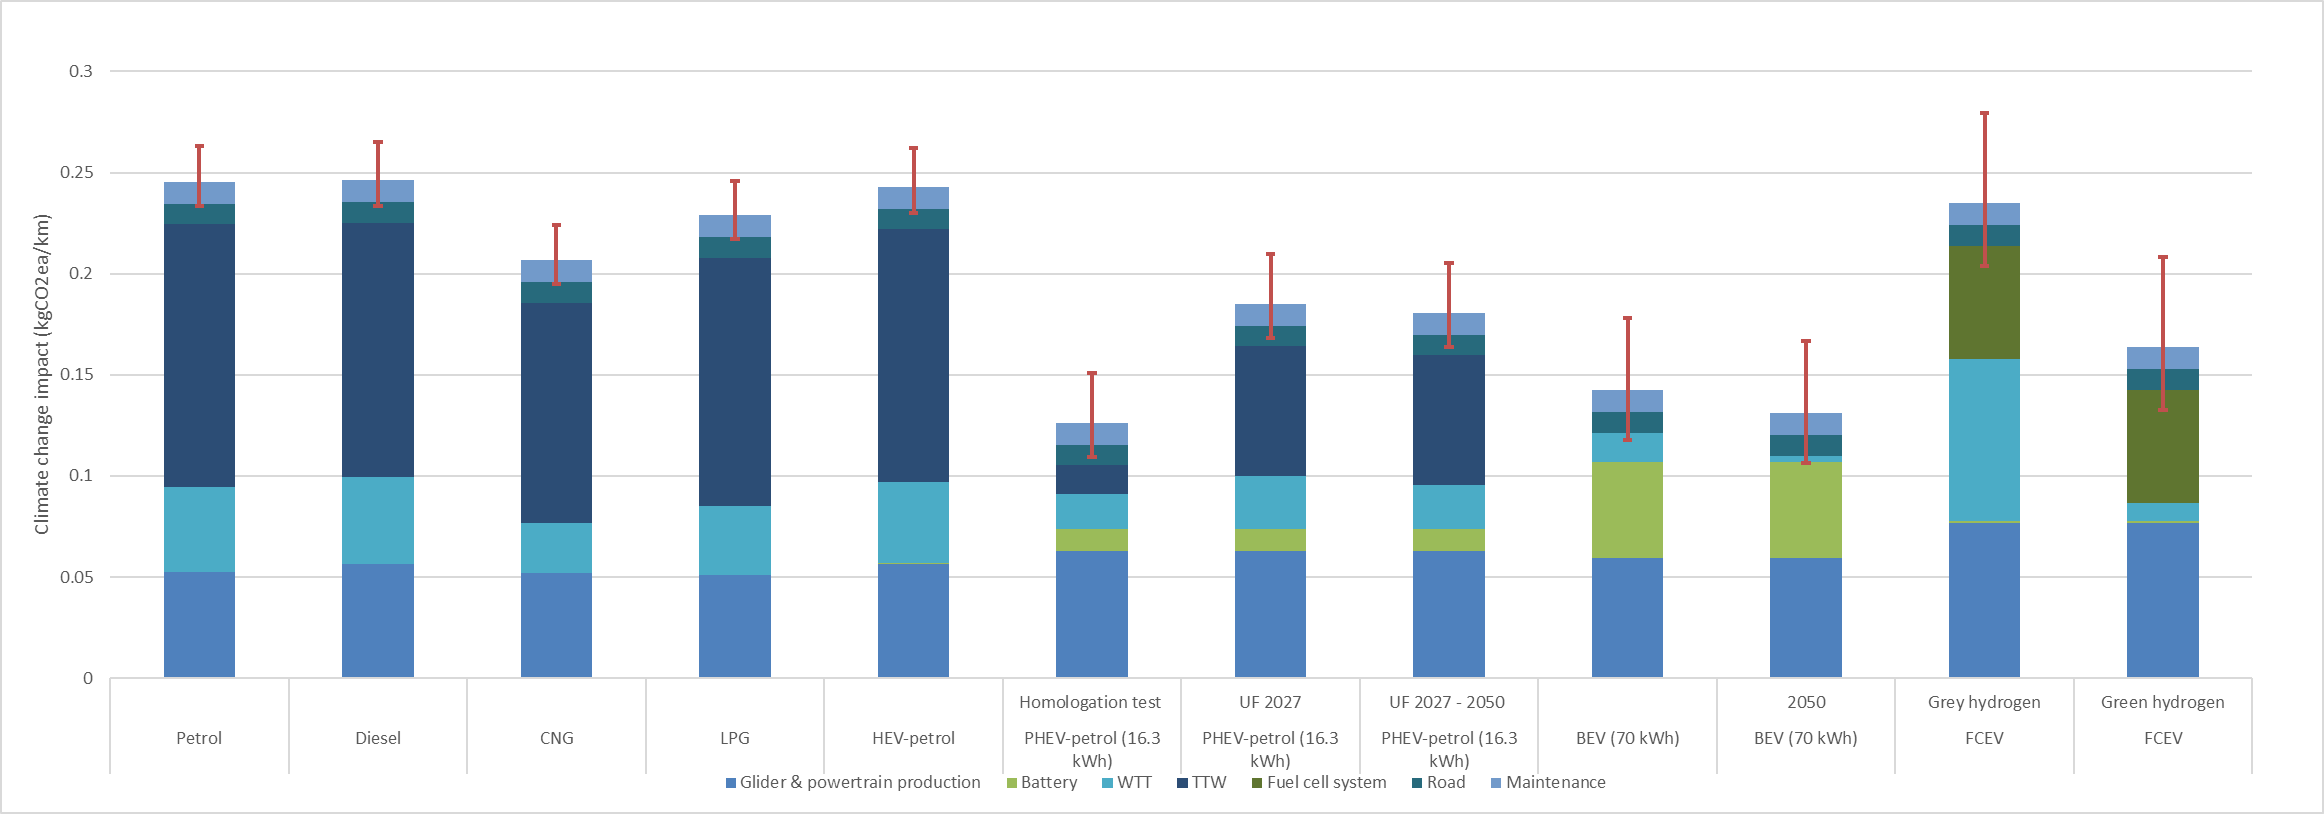 0.3
0.25
0.2
0.15
0.1
0.05
0
Climate change impact (kgCO2ea/km)
Homologation test
UF 2027
UF 2027 - 2050
2050
Grey hydrogen
Green hydrogen
Petrol
Diesel
CNG
LPG
HEV-petrol
PHEV-petrol (16.3
kWh)
PHEV-petrol (16.3
kWh)
PHEV-petrol (16.3
kWh)
BEV (70 kWh)
BEV (70 kWh)
FCEV
FCEV
Glider & powertrain production
Battery
WTT
TTW
Fuel cell system
Road
Maintenance